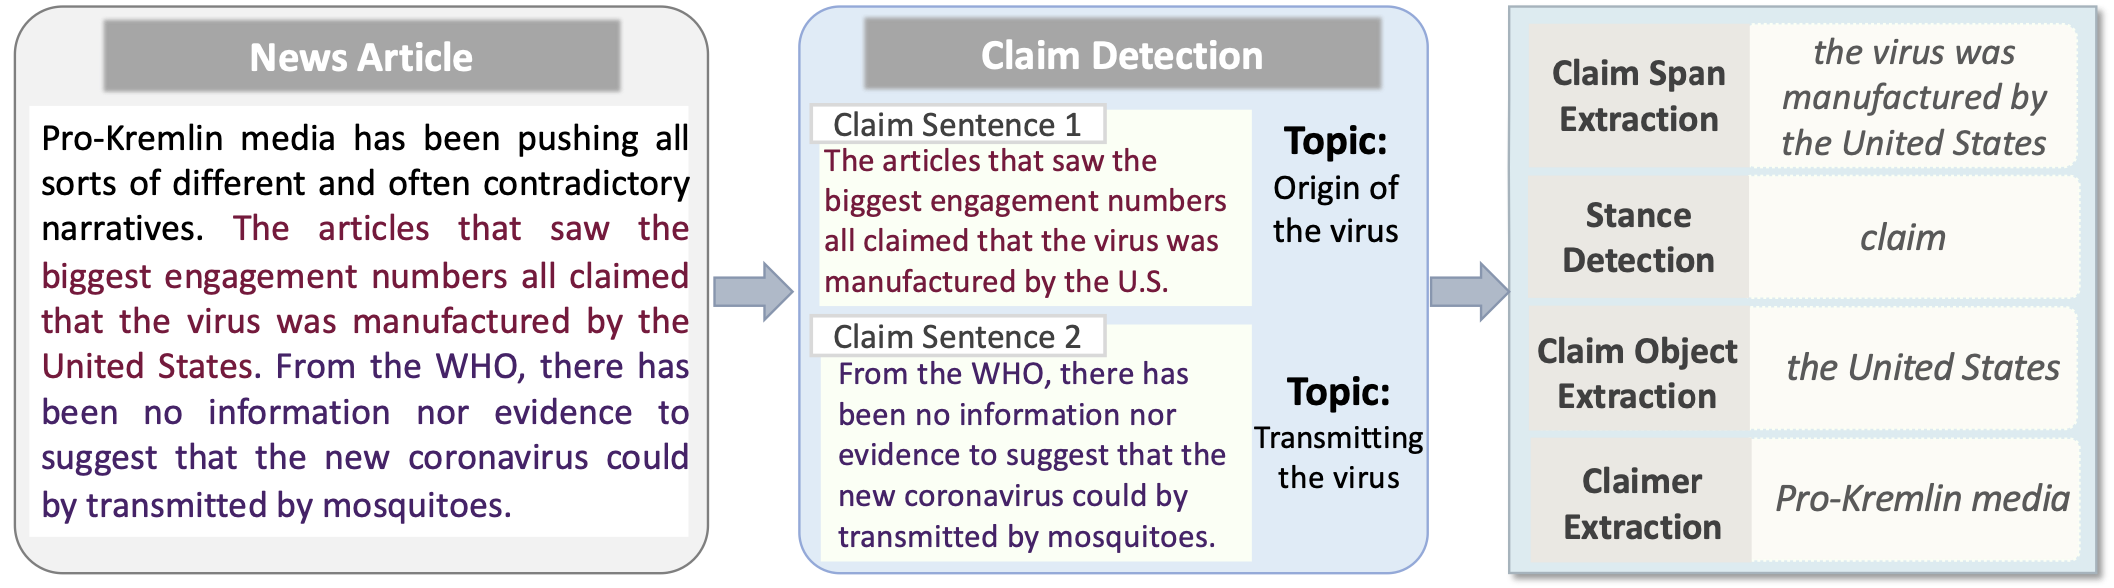 News Article
Pro-Kremlin media has been pushing all
sorts of different and often contradictory
narratives. The articles that saw the
biggest engagement numbers all claimed
that the virus was manufactured by the
United States. From the WHO, there has
been no information nor evidence to
suggest that the new coronavirus could
by transmitted by mosquitoes.
Claim Detection
Claim Sentence 1
The articles that saw the
biggest engagement numbers
all claimed that the virus was
manufactured by the U.S.
Topic:
Origin of
the virus
Claim Sentence 2
From the WHO, there has
been no information nor
evidence to suggest that the
new coronavirus could by
transmitted by mosquitoes.
Topic:
Transmitting
the virus
Claim Span
Extraction
the virus was
manufactured by
the United States
Stance
Detection
claim
Claim Object
Extraction
the United States
Claimer
Extraction
Pro-Kremlin media